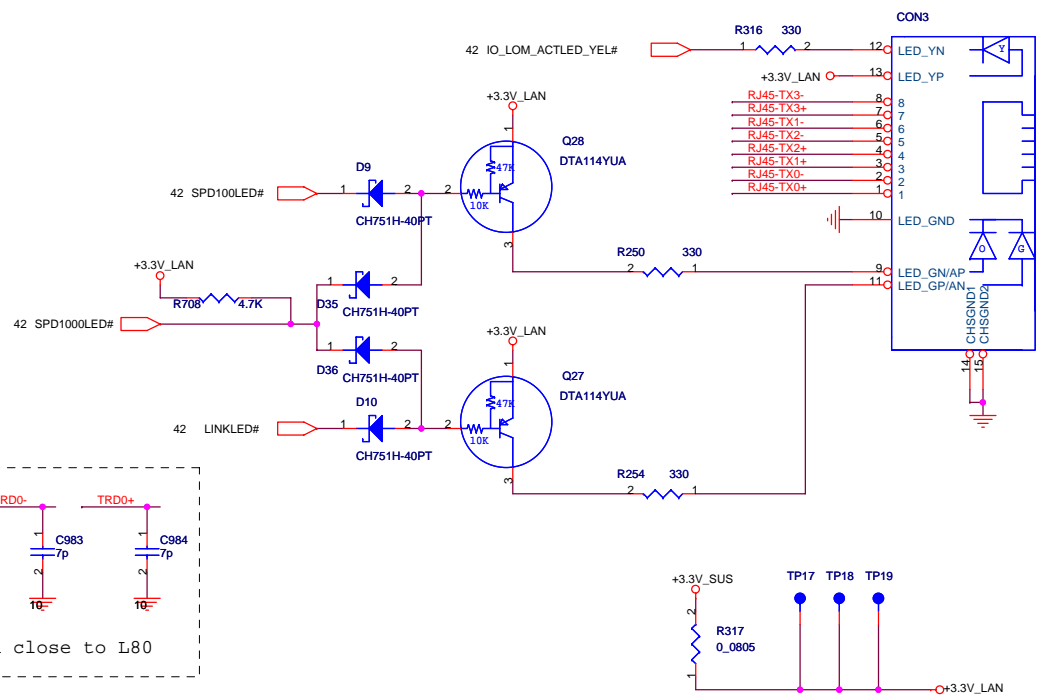 CON3
R316 330
42 IO_LOM_ACTLED_YEL#
1 2
12 LED_YN
Y
+3.3V_LAN
13 LED_YP
+3.3V_LAN
RJ45-TX3- 8 8
RJ45-TX3+ 7 7
RJ45-TX1- 6 6
RJ45-TX2- 5 5
RJ45-TX2+ 4 4
RJ45-TX1+ 3 3
RJ45-TX0- 2 2
RJ45-TX0+ 1 1
1
Q28
DTA114YUA
47K
10K
D9
42 SPD100LED#
1 2 2
CH751H-40PT
3
10 LED_GND
O G
R250 330
2 1
9 LED_GN/AP
11 LED_GP/AN
CHSGND1
CHSGND2
14
15
+3.3V_LAN
R708 4.7K
1 2
D35
CH751H-40PT
42 SPD1000LED#
+3.3V_LAN
1 2
D36
CH751H-40PT
1
Q27
DTA114YUA
47K
10K
D10
42 LINKLED#
1 2 2
CH751H-40PT
3
R254 330
2 1
RD0-
TRD0+
1
C983
7p
2
10
1
C984
7p
2
10
close to L80
+3.3V_SUS
TP17 TP18 TP19
2
R317
0_0805
1
+3.3V_LAN